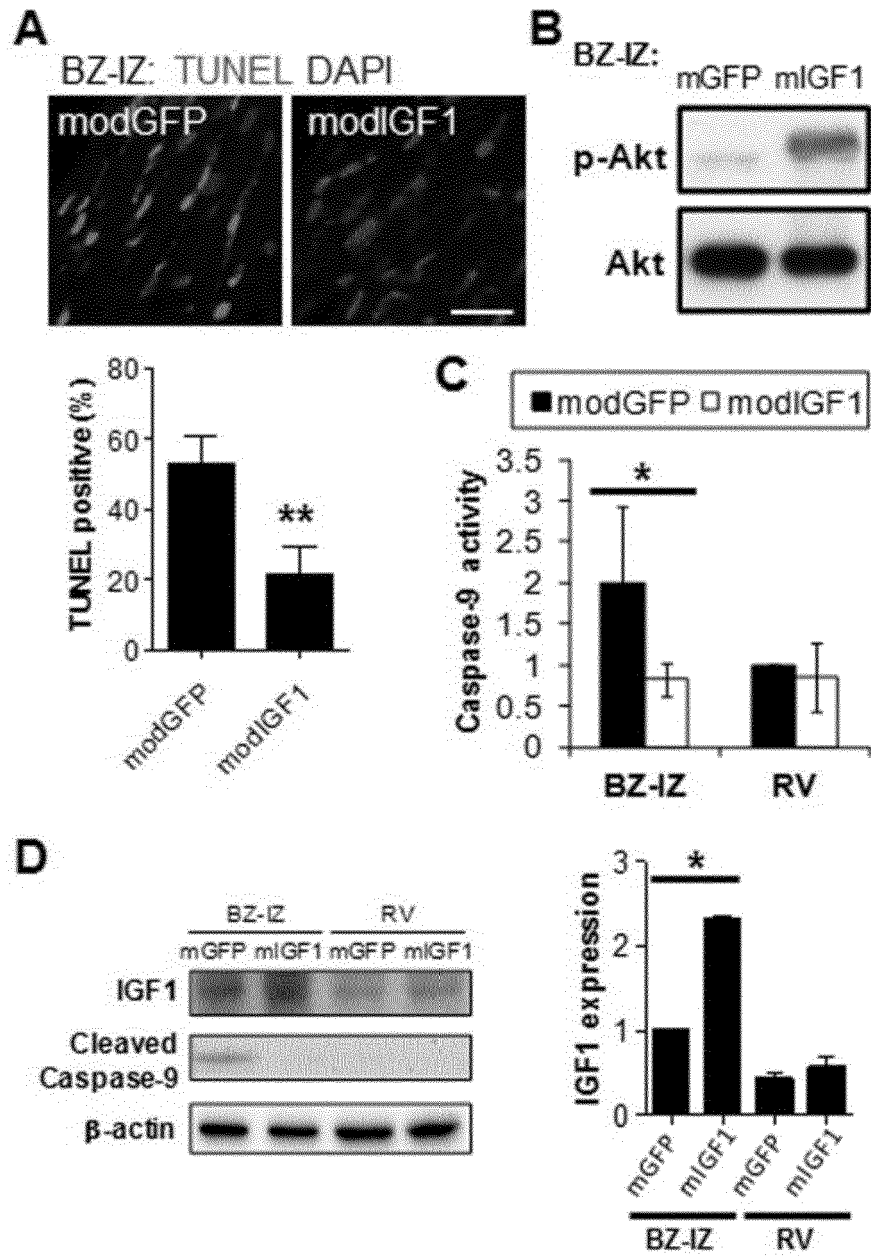 A
BZ-IZ: TUNEL DAPI
modGFP
modIGF1
80
60
40
20
0
TUNEL positive (%)
**
modGFP
modIGF1
B
BZ-IZ:
mGFP mIGF1
p-Akt
Akt
C
modGFP modIGF1
3.5
3
2.5
2
1.5
1
0.5
0
Caspase-9 activity
*
BZ-IZ RV
D
BZ-IZ RV
mGFP mIGF1 mGFP mIGF1
IGF1
Cleaved
Caspase-9
β-actin
3
2
1
0
IGF1 expression
*
mGFP
mIGF1
mGFP
mIGF1
BZ-IZ RV